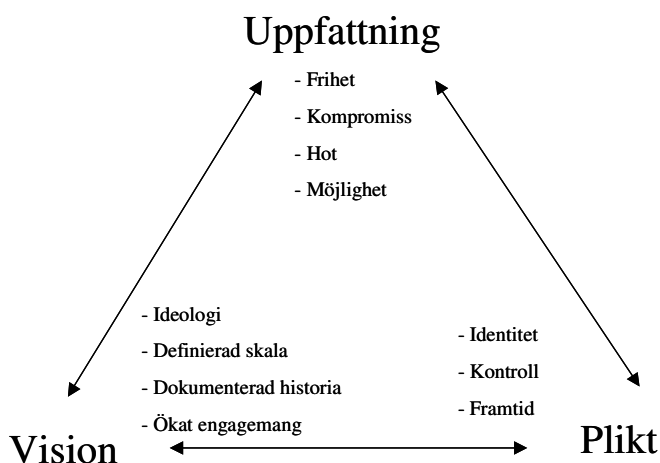 Uppfattning
- Frihet
- Kompromiss
- Hot
- Möjlighet
- Ideologi
- Definierad skala
- Dokumenterad historia
- Ökat engagemang
- Identitet
- Kontroll
- Framtid
Vision
Plikt